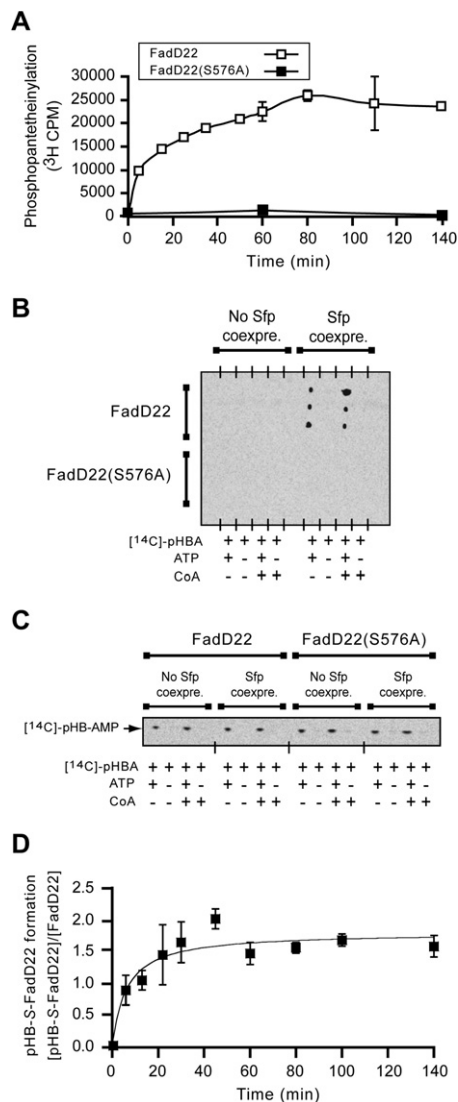 A
FadD22
FadD22(S576A)
Phosphopantetheinylation
(³H CPM)
30000
25000
20000
15000
10000
5000
0
0 20 40 60 80 100 120 140
Time (min)
B
No Sfp coexpre.
Sfp coexpre.
FadD22
FadD22(S576A)
[¹⁴C]-pHBA + + + + + + + +
ATP + - + - + - + -
CoA - - + + - - + +
C
FadD22 FadD22(S576A)
No Sfp coexpre.
Sfp coexpre.
No Sfp coexpre.
Sfp coexpre.
[¹⁴C]-pHB-AMP
[¹⁴C]-pHBA + + + + + + + + + + + + + + + +
ATP + - + - + - + - + - + - + - + -
CoA - - + + - - + + - - + + - - + +
D
pHB-S-FadD22 formation
[pHB-S-FadD22]/[FadD22]
2.5
2.0
1.5
1.0
0.5
0.0
0 20 40 60 80 100 120 140
Time (min)